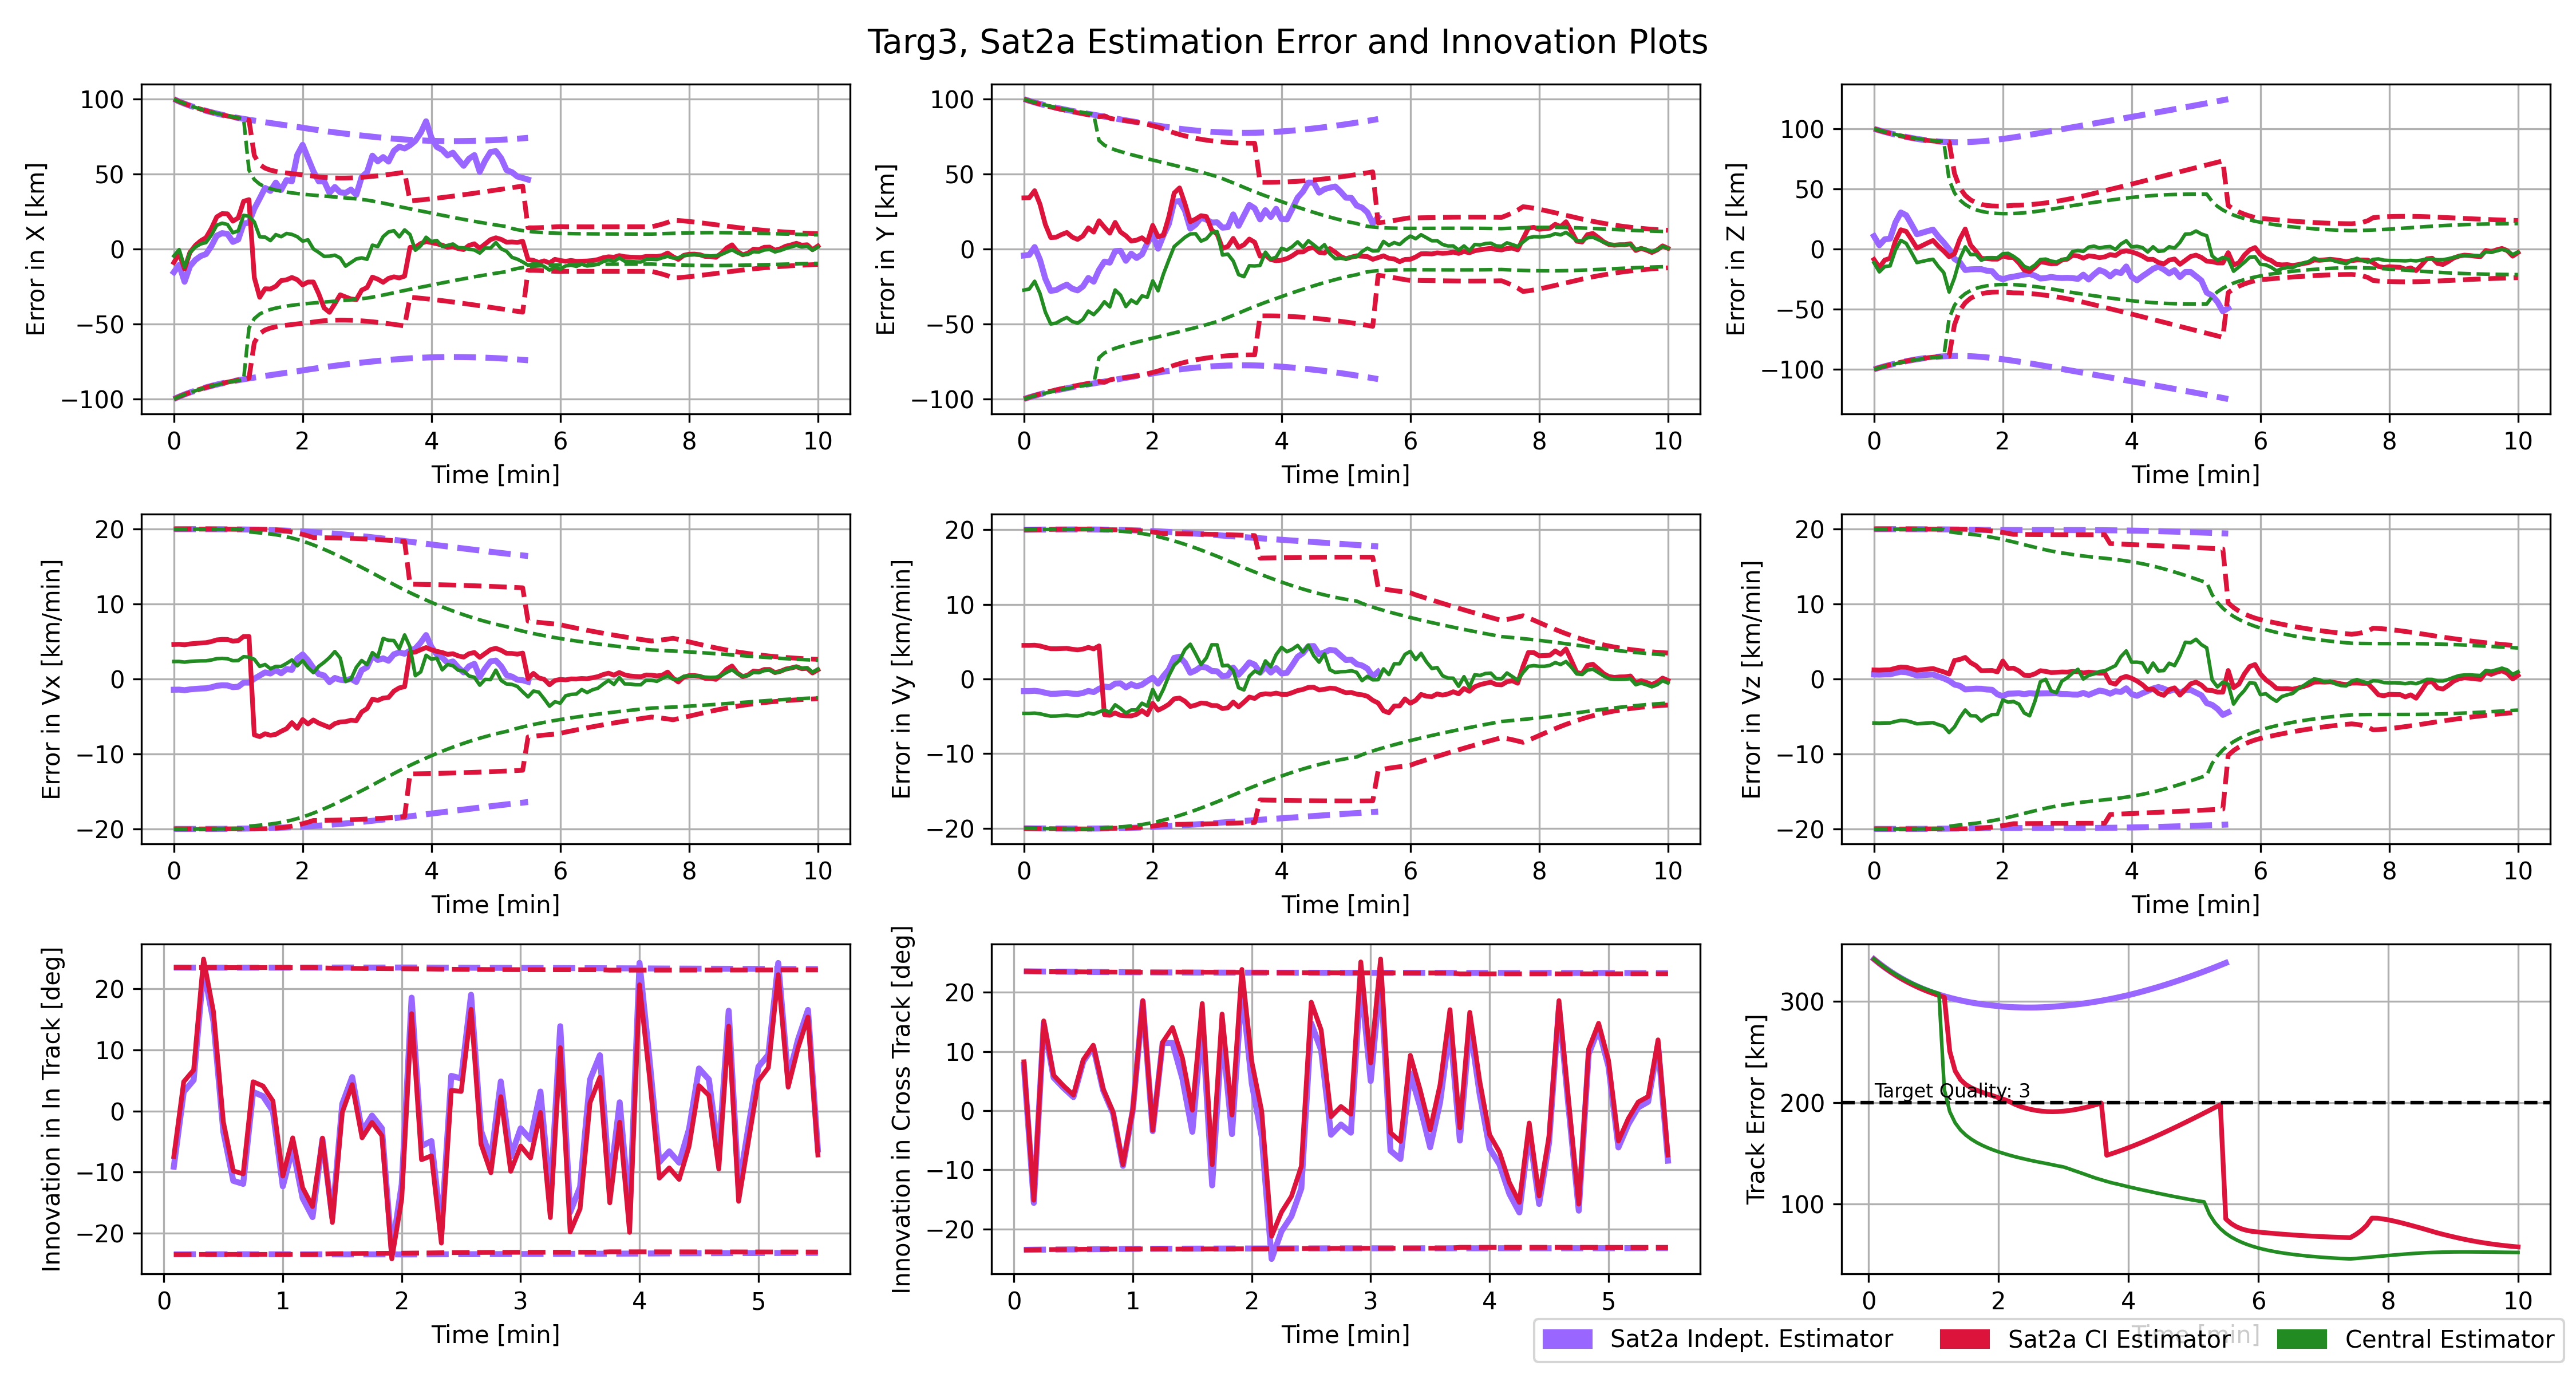 Targ3, Sat2a Estimation Error and Innovation Plots
Error in X [km]
100
50
0
−50
−100
0 2 4 6 8 10
Time [min]
Error in Y [km]
100
50
0
−50
−100
0 2 4 6 8 10
Time [min]
Error in Z [km]
100
50
0
−50
−100
0 2 4 6 8 10
Time [min]
Error in Vx [km/min]
20
10
0
−10
−20
0 2 4 6 8 10
Time [min]
Error in Vy [km/min]
20
10
0
−10
−20
0 2 4 6 8 10
Time [min]
Error in Vz [km/min]
20
10
0
−10
−20
0 2 4 6 8 10
Time [min]
Innovation in In Track [deg]
20
10
0
−10
−20
0 1 2 3 4 5
Time [min]
Innovation in Cross Track [deg]
20
10
0
−10
−20
0 1 2 3 4 5
Time [min]
Track Error [km]
300
200
100
Target Quality: 3
0 2 4 6 8 10
Time [min]
Sat2a Indept. Estimator Sat2a CI Estimator Central Estimator